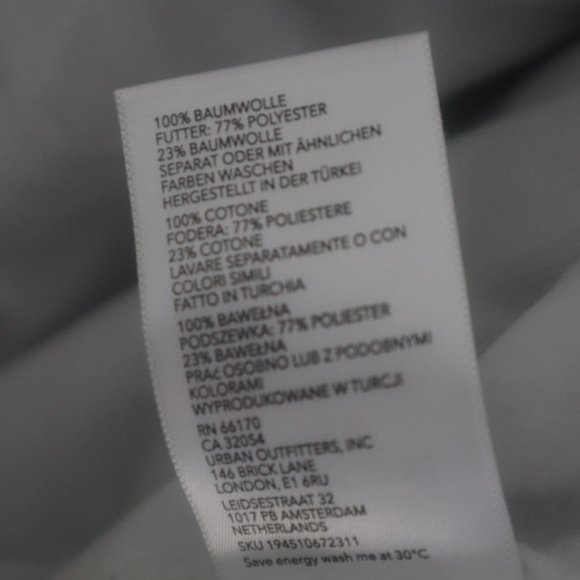 100% BAUMWOLLE
FUTTER: 77% POLYESTER
23% BAUMWOLLE
SEPARAT ODER MIT ÄHNLICHEN
FARBEN WASCHEN
HERGESTELLT IN DER TÜRKEI
100% COTONE
FODERA: 77% POLIESTERE
23% COTONE
LAVARE SEPARATAMENTE O CON
COLORI SIMILI
FATTO IN TURCHIA
100% BAWEŁNA
PODSZEWKA: 77% POLIESTER
23% BAWEŁNA
PRAć OSOBNO LUB Z PODOBNYMI
KOLORAMI
WYPRODUKOWANE W TURCJI
RN 66170
CA 32054
URBAN OUTFITTERS, INC
146 BRICK LANE
LONDON, E1 6RU
LEIDSESTRAAT 32
1017 PB AMSTERDAM
NETHERLANDS
SKU 194510672311
Save energy wash me at 30°C